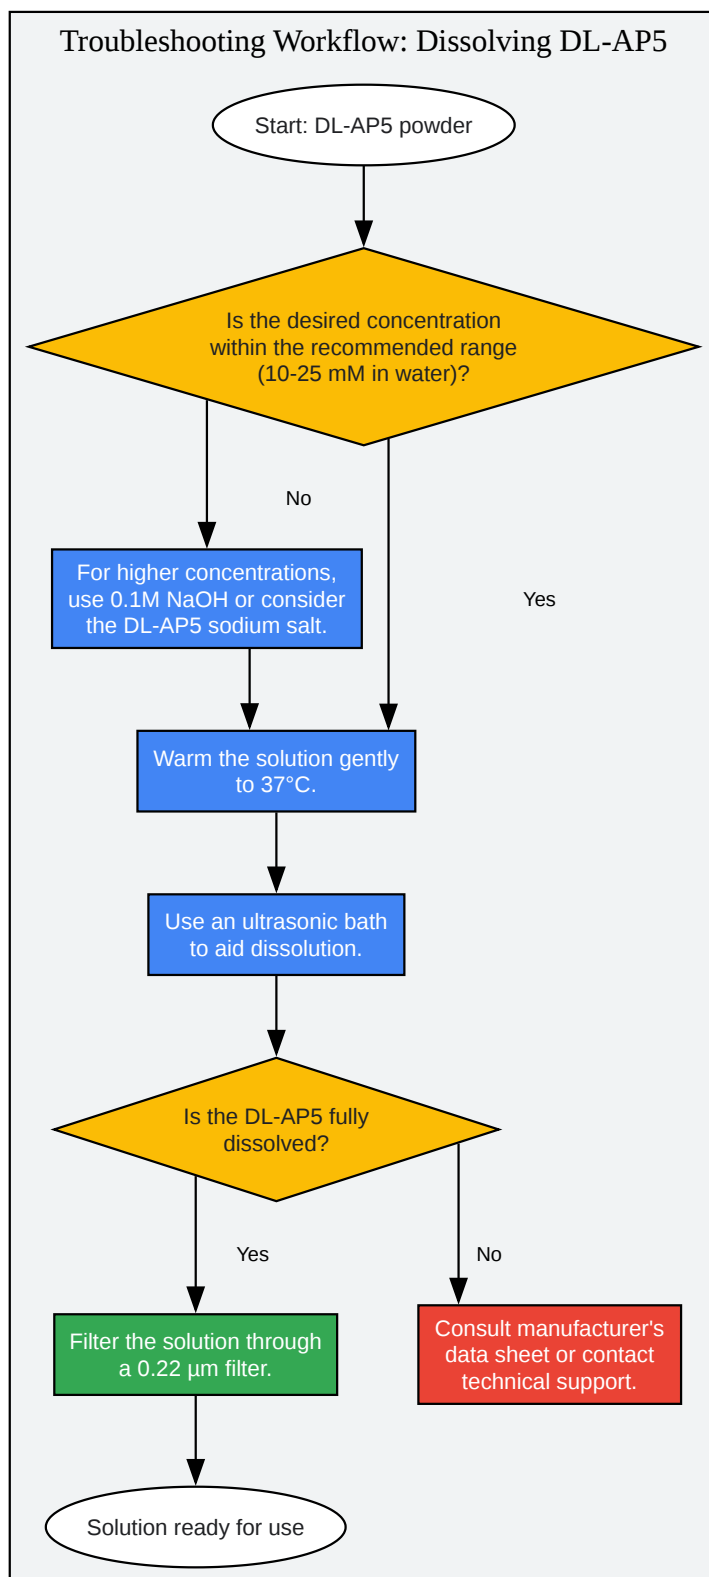 Troubleshooting Workflow: Dissolving DL-AP5
Start: DL-AP5 powder
Is the desired concentration
within the recommended range
(10-25 mM in water)?
No
For higher concentrations,
use 0.1M NaOH or consider
the DL-AP5 sodium salt.
Yes
Warm the solution gently
to 37°C.
Use an ultrasonic bath
to aid dissolution.
Is the DL-AP5 fully
dissolved?
Yes
No
Filter the solution through
a 0.22 µm filter.
Consult manufacturer's
data sheet or contact
technical support.
Solution ready for use